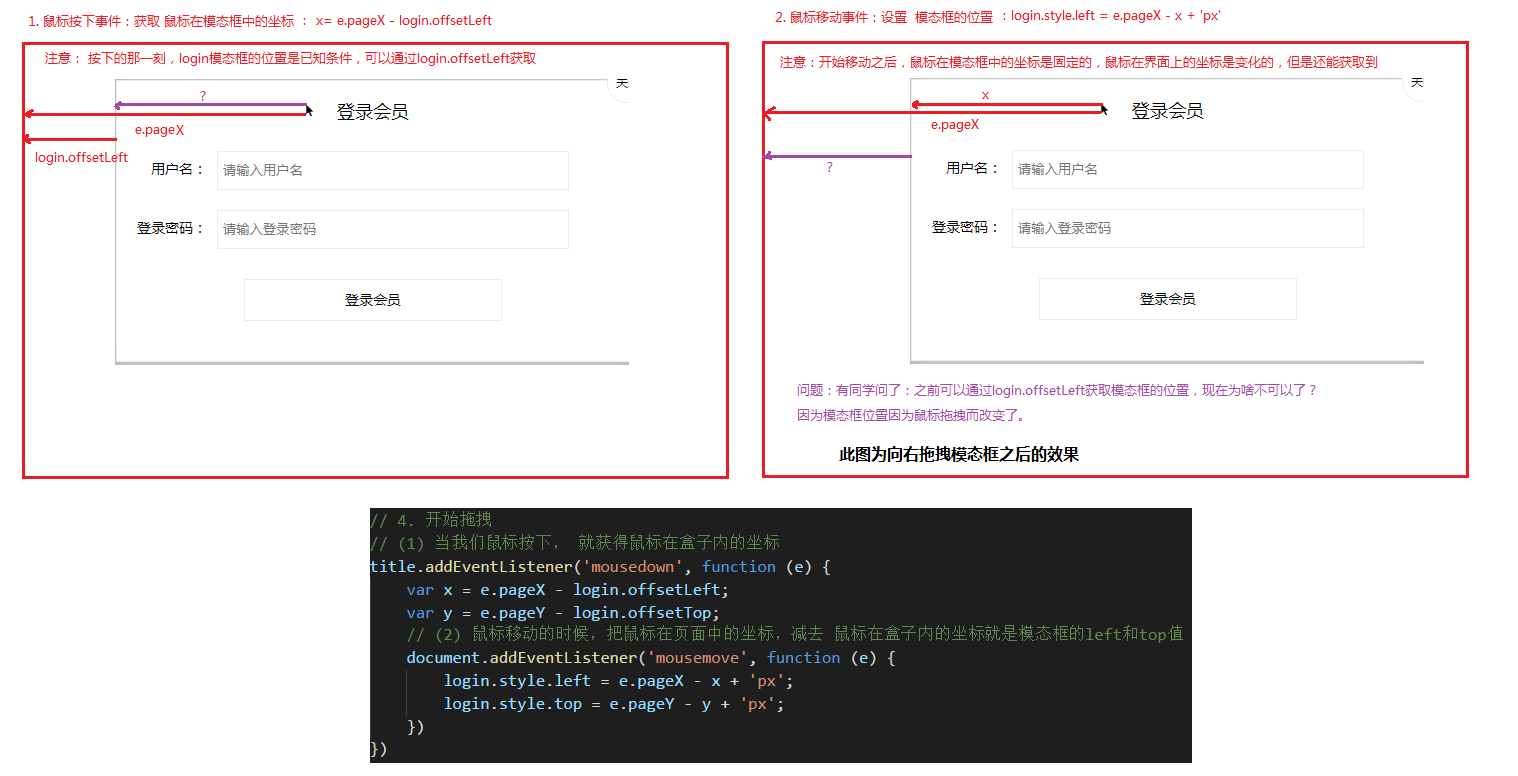 1. 鼠标按下事件：获取 鼠标在模态框中的坐标 ： x= e.pageX - login.offsetLeft
注意： 按下的那一刻，login模态框的位置是已知条件，可以通过login.offsetLeft获取
关
?
登录会员
e.pageX
login.offsetLeft
用户名：
请输入用户名
登录密码：
请输入登录密码
登录会员
2. 鼠标移动事件：设置 模态框的位置 ：login.style.left = e.pageX - x + 'px'
注意：开始移动之后，鼠标在模态框中的坐标是固定的，鼠标在界面上的坐标是变化的，但是还能获取到
关
x
登录会员
e.pageX
?
用户名：
请输入用户名
登录密码：
请输入登录密码
登录会员
问题：有同学问了：之前可以通过login.offsetLeft获取模态框的位置，现在为啥不可以了？
因为模态框位置因为鼠标拖拽而改变了。
此图为向右拖拽模态框之后的效果
// 4. 开始拖拽
// (1) 当我们鼠标按下， 就获得鼠标在盒子内的坐标
title.addEventListener('mousedown', function (e) {
var x = e.pageX - login.offsetLeft;
var y = e.pageY - login.offsetTop;
// (2) 鼠标移动的时候，把鼠标在页面中的坐标，减去 鼠标在盒子内的坐标就是模态框的left和top值
document.addEventListener('mousemove', function (e) {
login.style.left = e.pageX - x + 'px';
login.style.top = e.pageY - y + 'px';
})
})